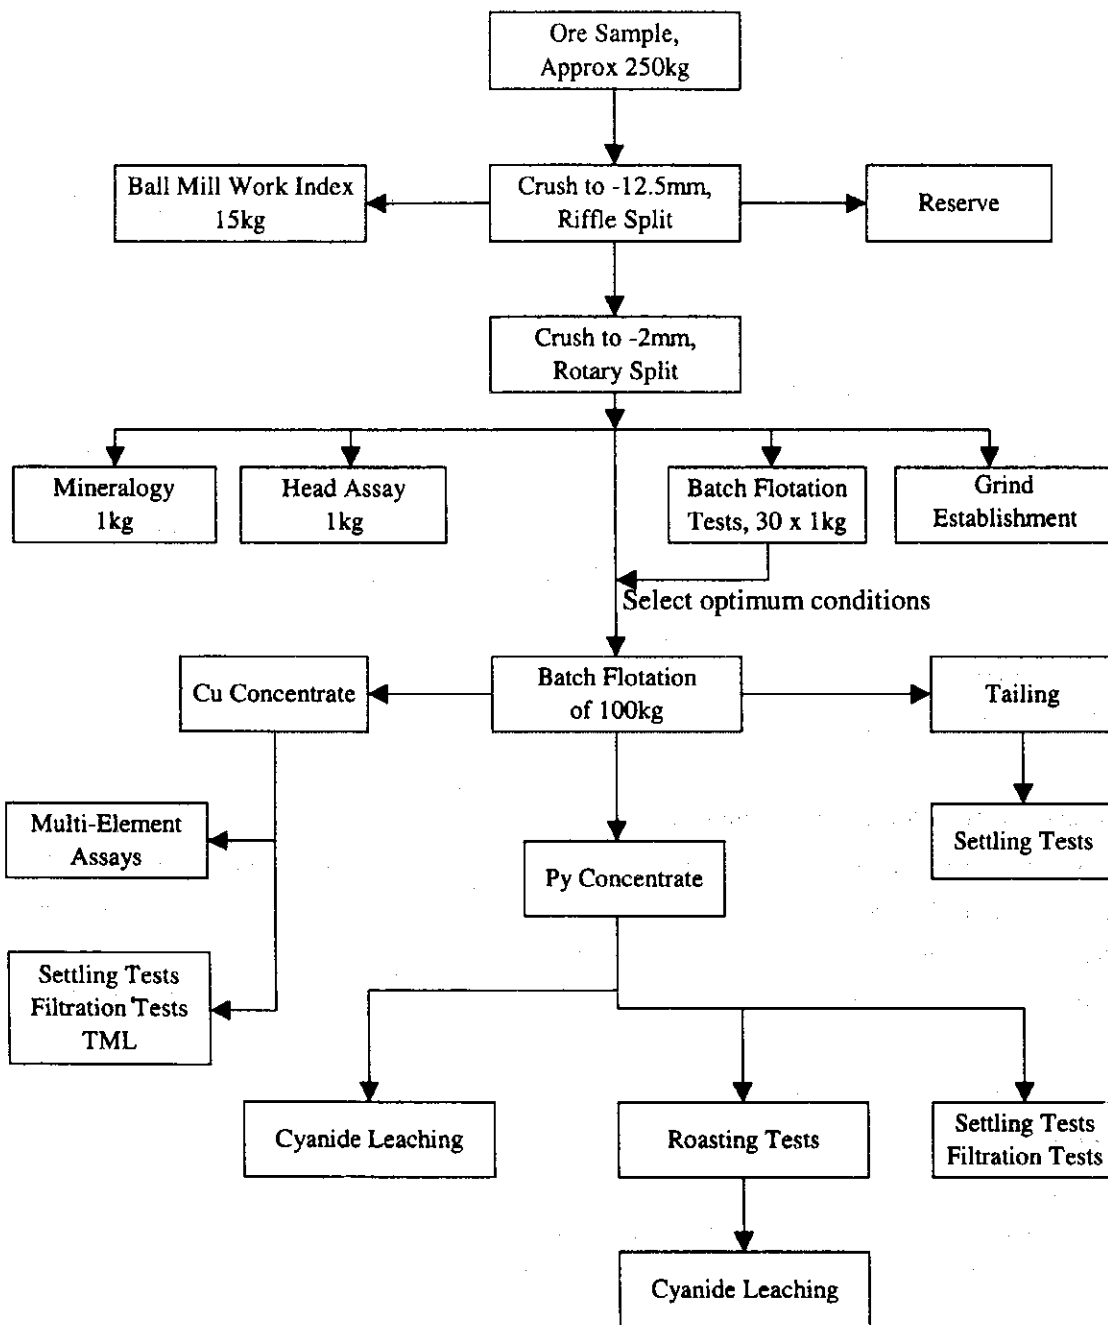 Ore Sample,
Approx 250kg
Ball Mill Work Index
15kg
Crush to -12.5mm,
Riffle Split
Reserve
Crush to -2mm,
Rotary Split
Mineralogy
1kg
Head Assay
1kg
Batch Flotation
Tests, 30 x 1kg
Grind
Establishment
Select optimum conditions
Cu Concentrate
Batch Flotation
of 100kg
Tailing
Multi-Element
Assays
Settling Tests
Py Concentrate
Settling Tests
Filtration Tests
TML
Cyanide Leaching
Roasting Tests
Settling Tests
Filtration Tests
Cyanide Leaching